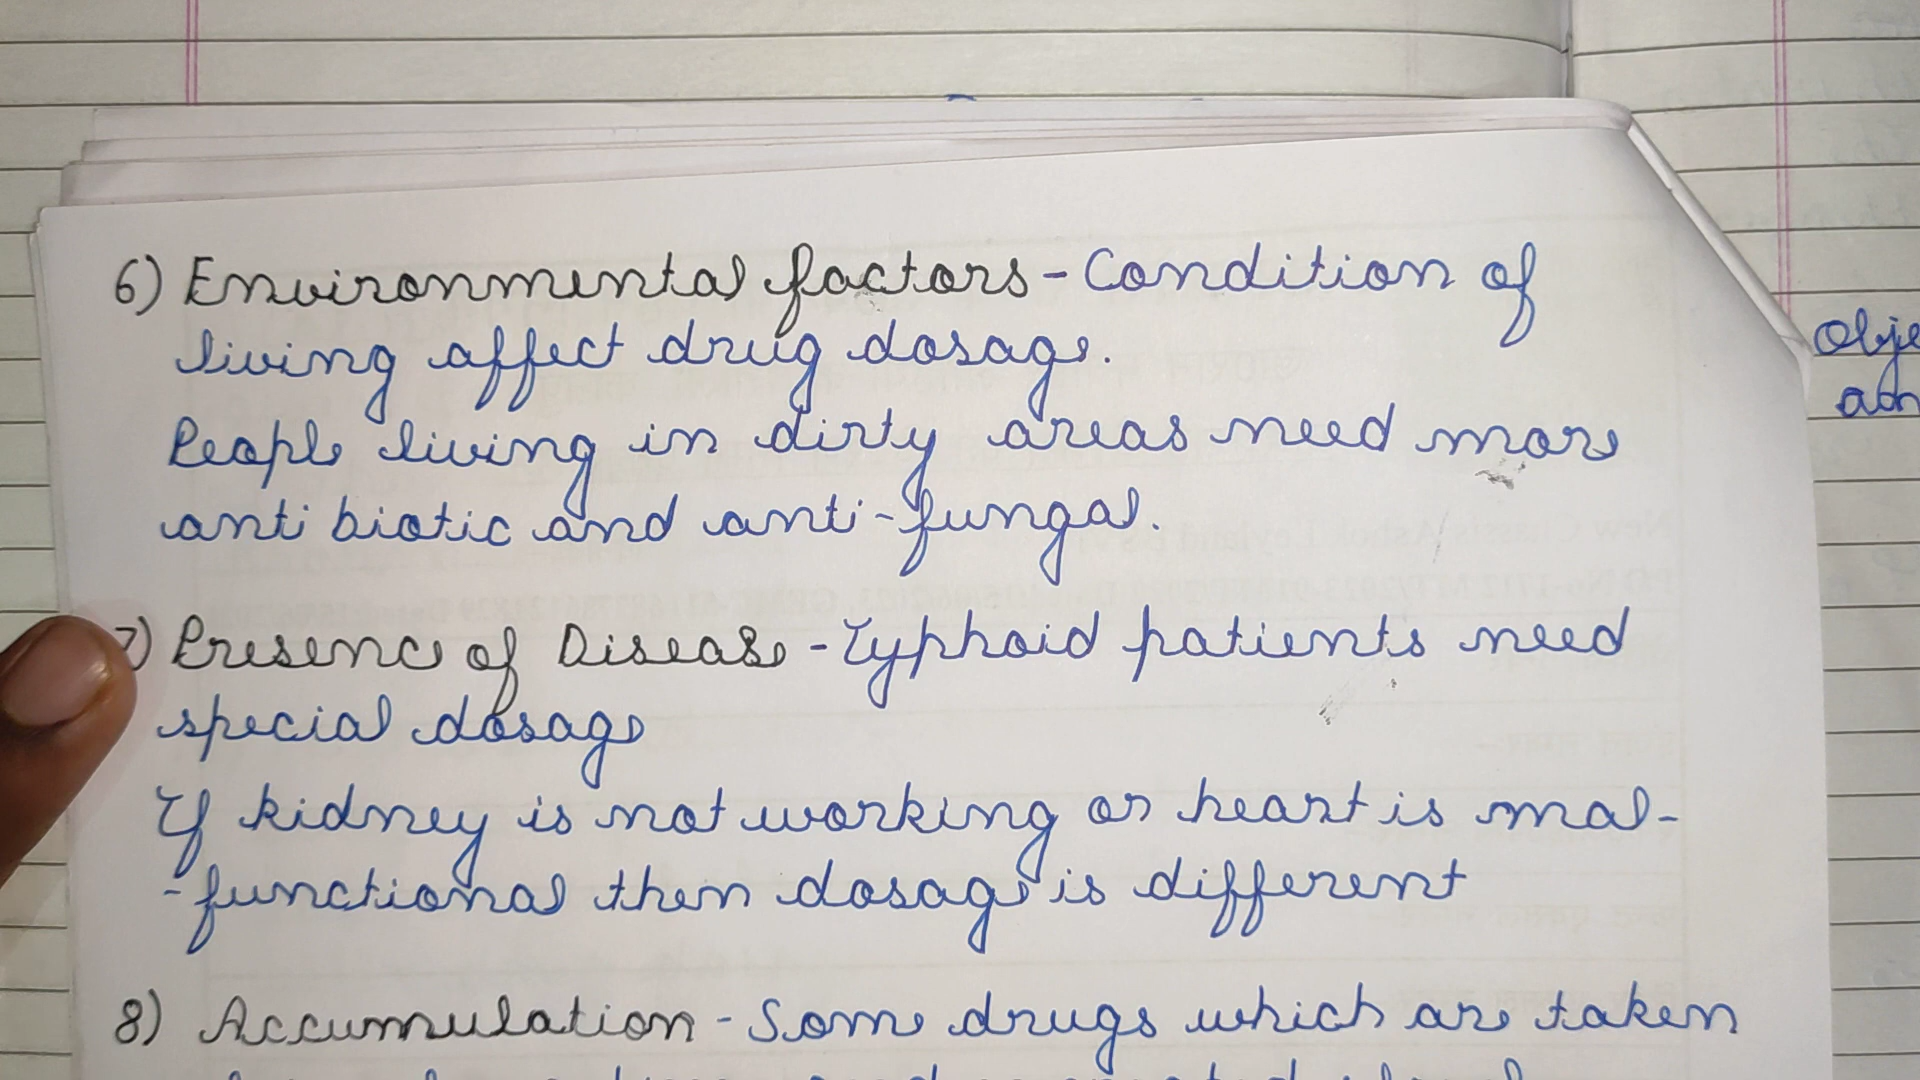 6) Environmental factors - Condition of
living affect drug dosage.
People living in dirty areas need more
anti biotic and anti-fungal.
7) Presence of Disease - Typhoid patients need
special dosage
If kidney is not working or heart is mal-
-functional then dosage is different
8) Accumulation - Some drugs which are taken
Obje